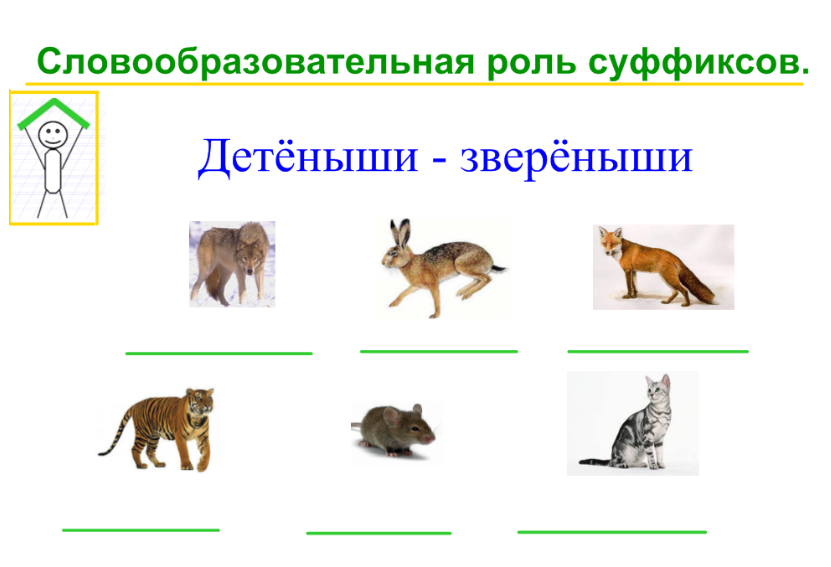 Словообразовательная роль суффиксов.
Детёныши - зверёныши